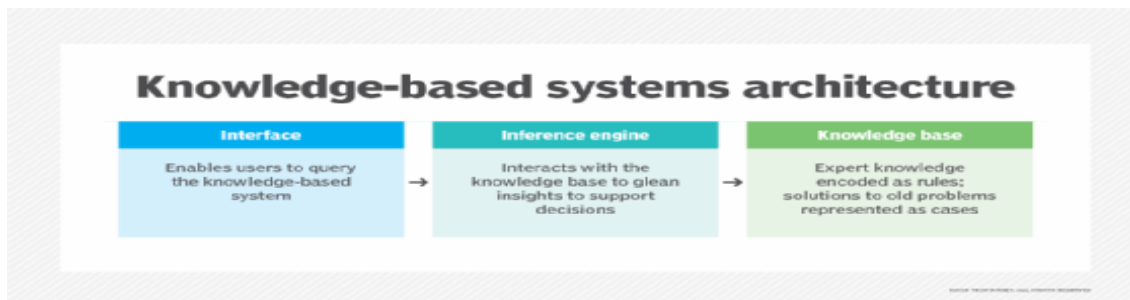 Knowledge-based systems architecture
Interface
Enables users to query
the knowledge-based
system
→
Inference engine
Interacts with the
knowledge base to glean
insights to support
decisions
→
Knowledge base
Expert knowledge
encoded as rules;
solutions to old problems
represented as cases